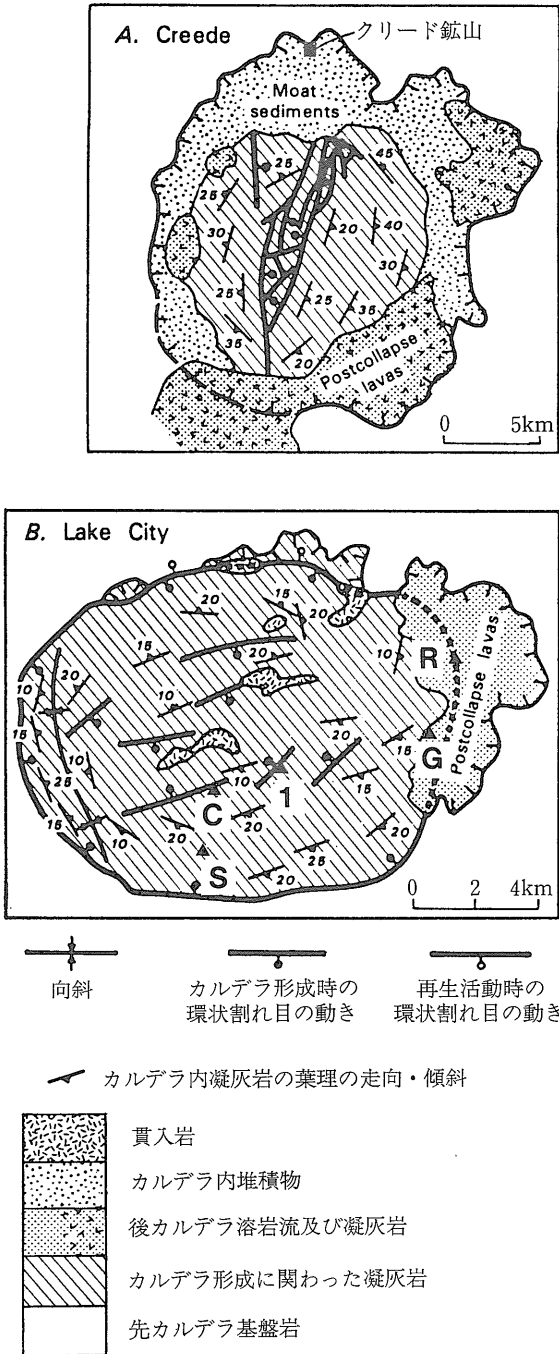 A. Creede
クリード鉱山
Moat
sediments
25
45
25
30
20
40
30
25
25
35
35
20
Postcollapse
lavas
0 5km
B. Lake City
20
15
20
15
20
10
20
10
10
R
Postcollapse lavas
15
25
10
20
15
G
10
1
C
15
15
10
20
20
S
25
20
20
0 2 4km
向斜
カルデラ形成時の
環状割れ目の動き
再生活動時の
環状割れ目の動き
カルデラ内凝灰岩の葉理の走向・傾斜
貫入岩
カルデラ内堆積物
後カルデラ溶岩流及び凝灰岩
カルデラ形成に関わった凝灰岩
先カルデラ基盤岩